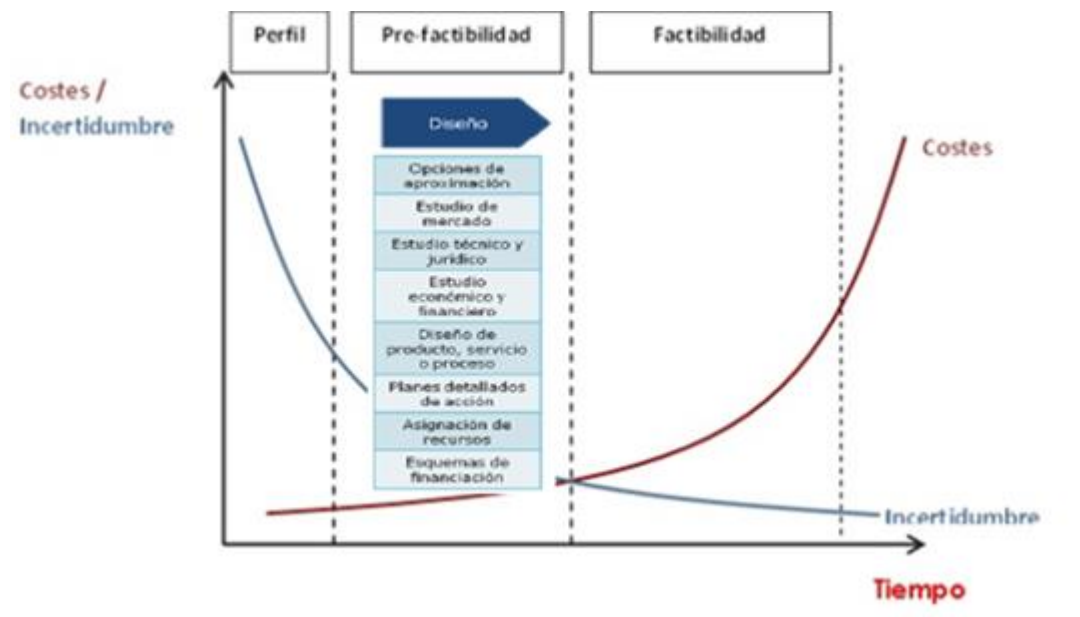 Perfil
Pre-factibilidad
Factibilidad
Costes /
Incertidumbre
Diseño
Opciones de
aproximación
Estudio de
mercado
Estudio técnico y
jurídico
Estudio
económico y
financiero
Diseño de
producto, servicio
o proceso
Planes detallados
de acción
Asignación de
recursos
Esquemas de
financiación
Costes
Incertidumbre
Tiempo